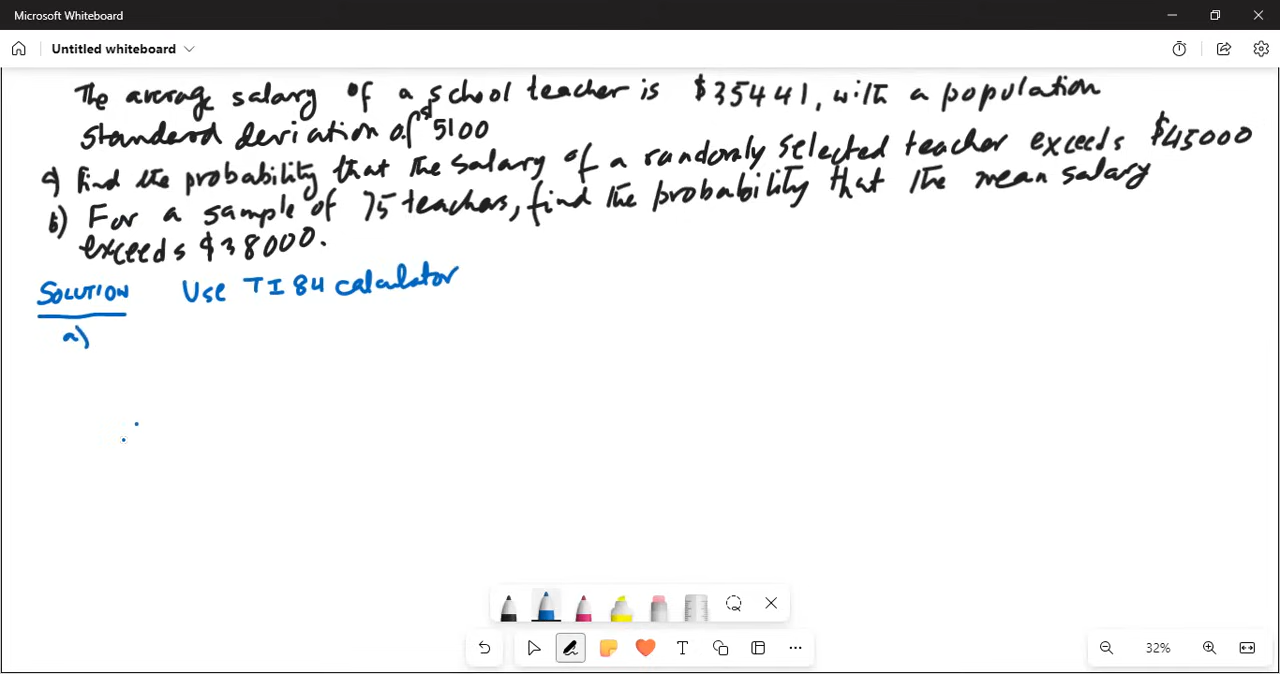 Microsoft Whiteboard
Untitled whiteboard
The average salary of a school teacher is $35441, with a population
standard deviation of $5100
a) Find the probability that the salary of a randomly selected teacher exceeds $45000
b) For a sample of 75 teachers, find the probability that the mean salary
exceeds $38000.
SOLUTION Use TI 84 calculator
a)
32%